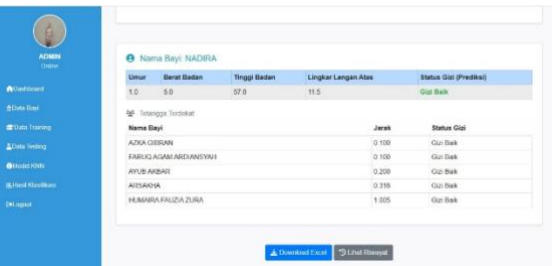 ADMIN
Online
Dashboard
Data Bayi
Data Training
Data Testing
Model KNN
Hasil Klasifikasi
Logout
Nama Bayi: NADIRA
Umur Berat Badan Tinggi Badan Lingkar Lengan Atas Status Gizi (Prediksi)
1.0 5.0 57.0 11.5 Gizi Baik
Tetangga Terdekat
Nama Bayi Jarak Status Gizi
AZKA GIBRAN 0.100 Gizi Baik
FARUQ AGAM ARDIANSYAH 0.100 Gizi Baik
AYUB AKBAR 0.200 Gizi Baik
ARSAKHA 0.316 Gizi Baik
HUMAIRA FAUZIA ZURA 1.005 Gizi Baik
Download Excel Lihat Riwayat